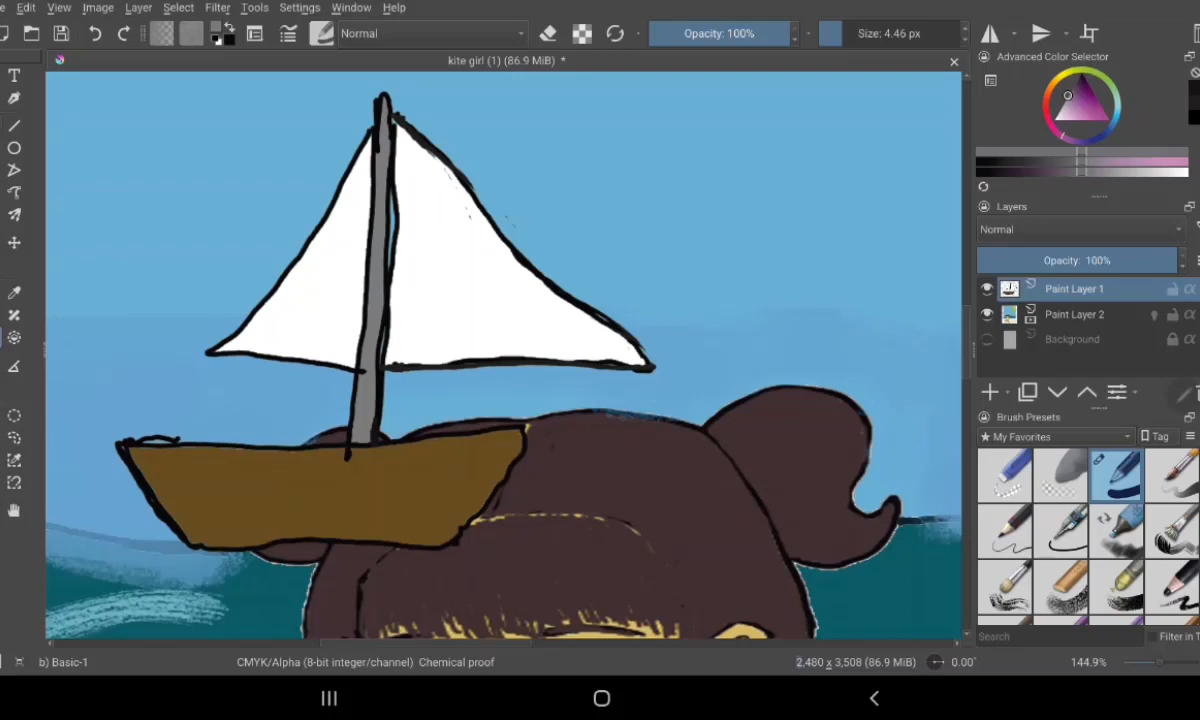 Edit View Image Layer Select Filter Tools Settings Window Help
Normal
Opacity: 100%
Size: 4.46 px
kite girl (1) (86.9 MiB) *
Advanced Color Selector
Layers
Normal
Opacity: 100%
Paint Layer 1
Paint Layer 2
Background
Brush Presets
My Favorites
Tag
Search
Filter in T
b) Basic-1
CMYK/Alpha (8-bit integer/channel) Chemical proof
2,480 x 3,508 (86.9 MiB)
0.00°
144.9%